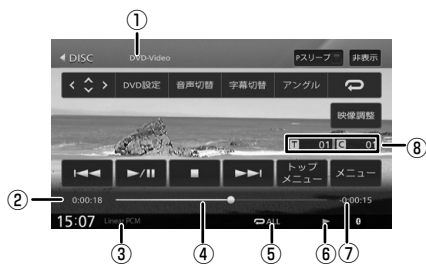 ①
DISC DVD-Video Pスリープ 非表示
DVD設定 音声切替 字幕切替 アングル
映像調整
T 01 C 01 ⑧
トップメニュー メニュー
② 0:00:18 -0:00:15
15:07 Linear PCM ALL
③ ④ ⑤ ⑥ ⑦